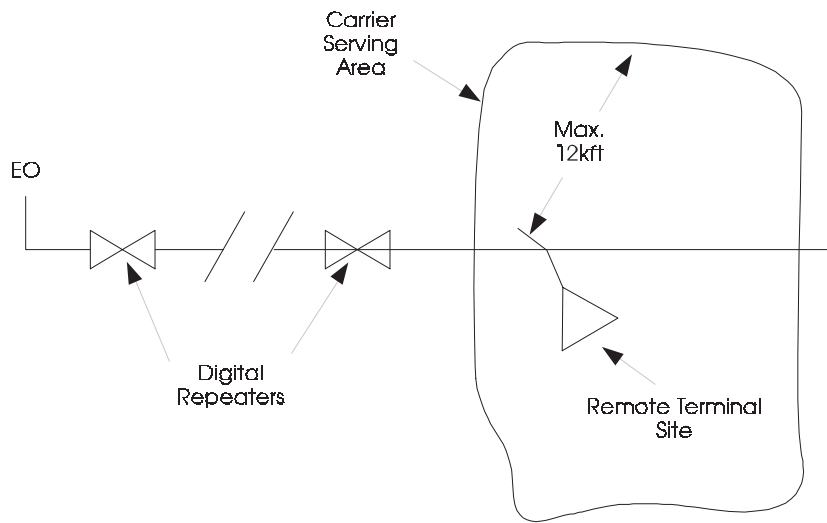 Carrier
Serving
Area
Max.
12kft
EO
Digital
Repeaters
Remote Terminal
Site